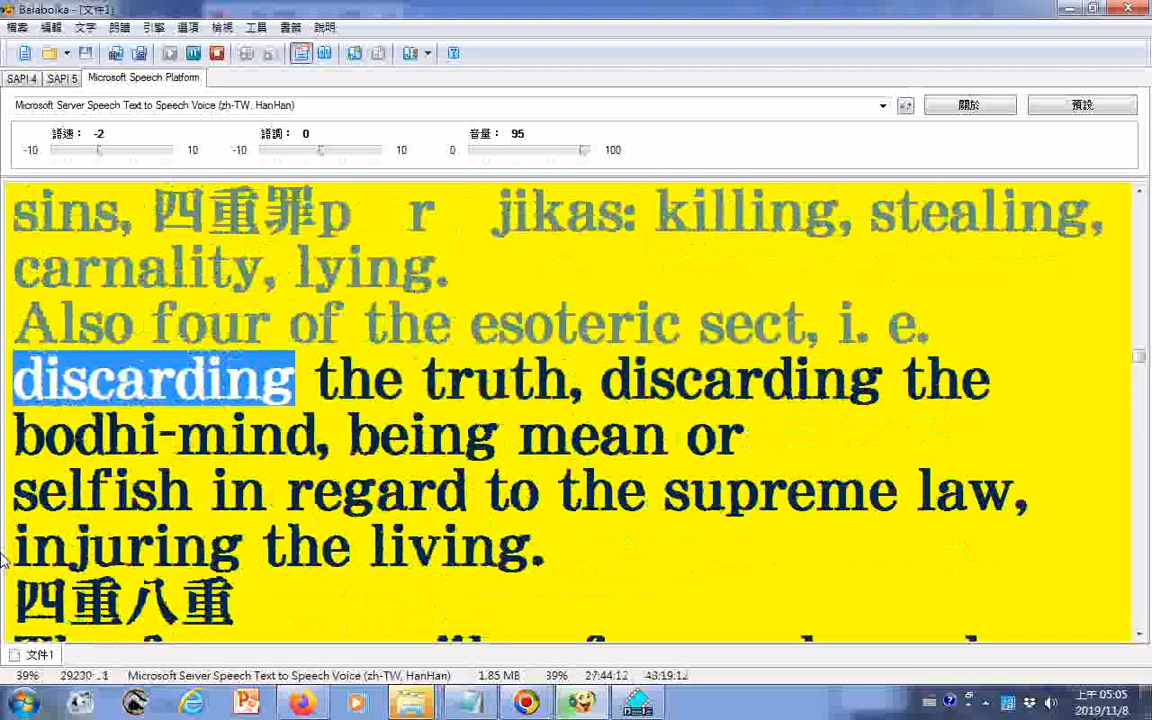 Balabolka - [文件1]
檔案 編輯 文字 朗讀 引擎 選項 檢視 工具 書籤 說明
SAPI 4 SAPI 5 Microsoft Speech Platform
Microsoft Server Speech Text to Speech Voice (zh-TW, HanHan)
關於 預設
語速： -2 語調： 0 音量： 95
-10 10 -10 10 0 100
sins, 四重罪p r jikas: killing, stealing,
carnality, lying.
Also four of the esoteric sect, i. e.
discarding the truth, discarding the
bodhi-mind, being mean or
selfish in regard to the supreme law,
injuring the living.
四重八重
文件1
39% Microsoft Server Speech Text to Speech Voice (zh-TW, HanHan) 1.85 MB 39% 27:44:12
上午 05:05
2019/11/8